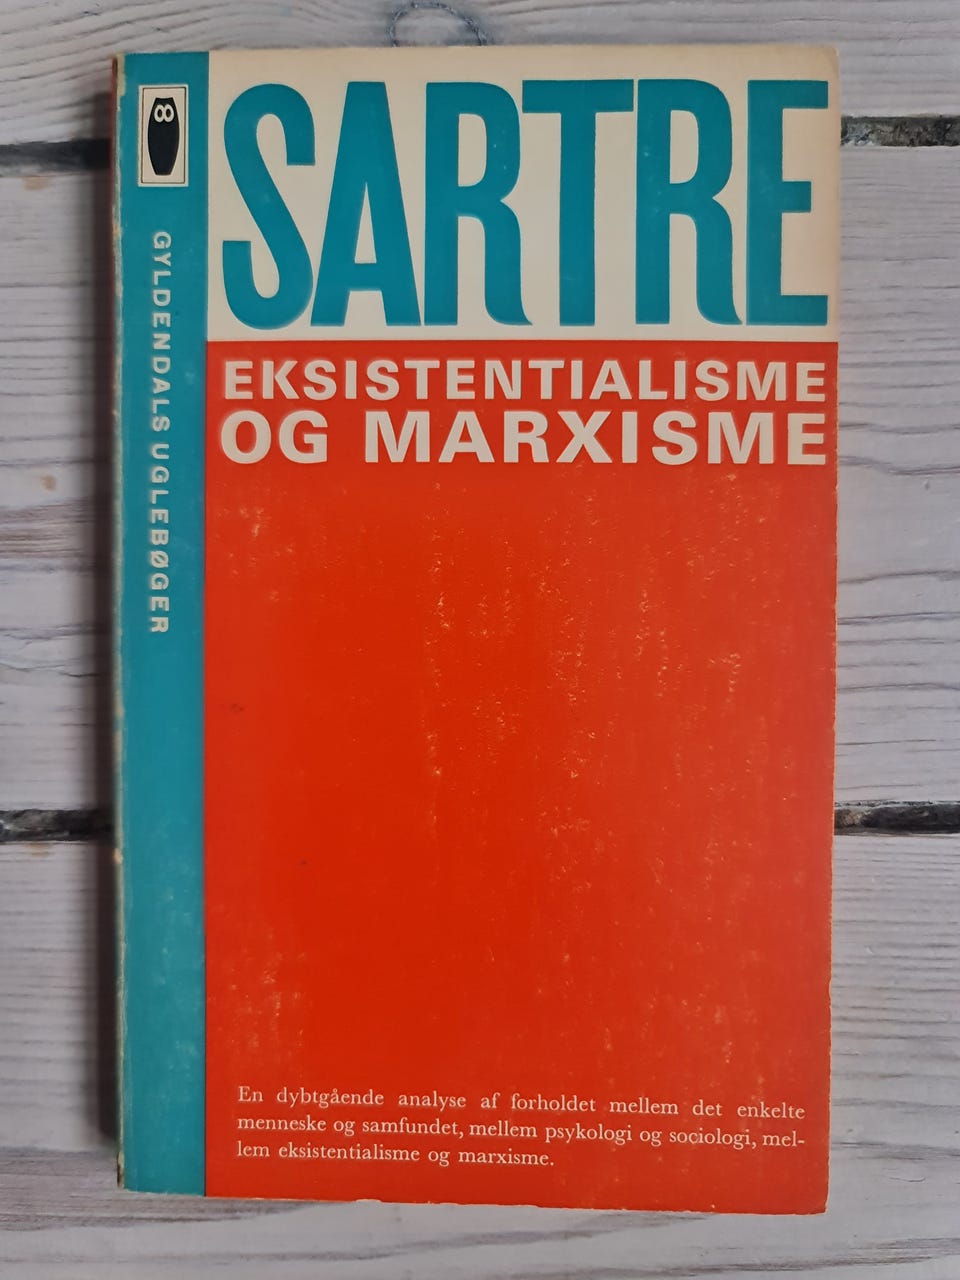 SARTRE
EKSISTENTIALISME
OG MARXISME
GYLDENDALS UGLEBØGER
En dybtgående analyse af forholdet mellem det enkelte
menneske og samfundet, mellem psykologi og sociologi, mel-
lem eksistentialisme og marxisme.